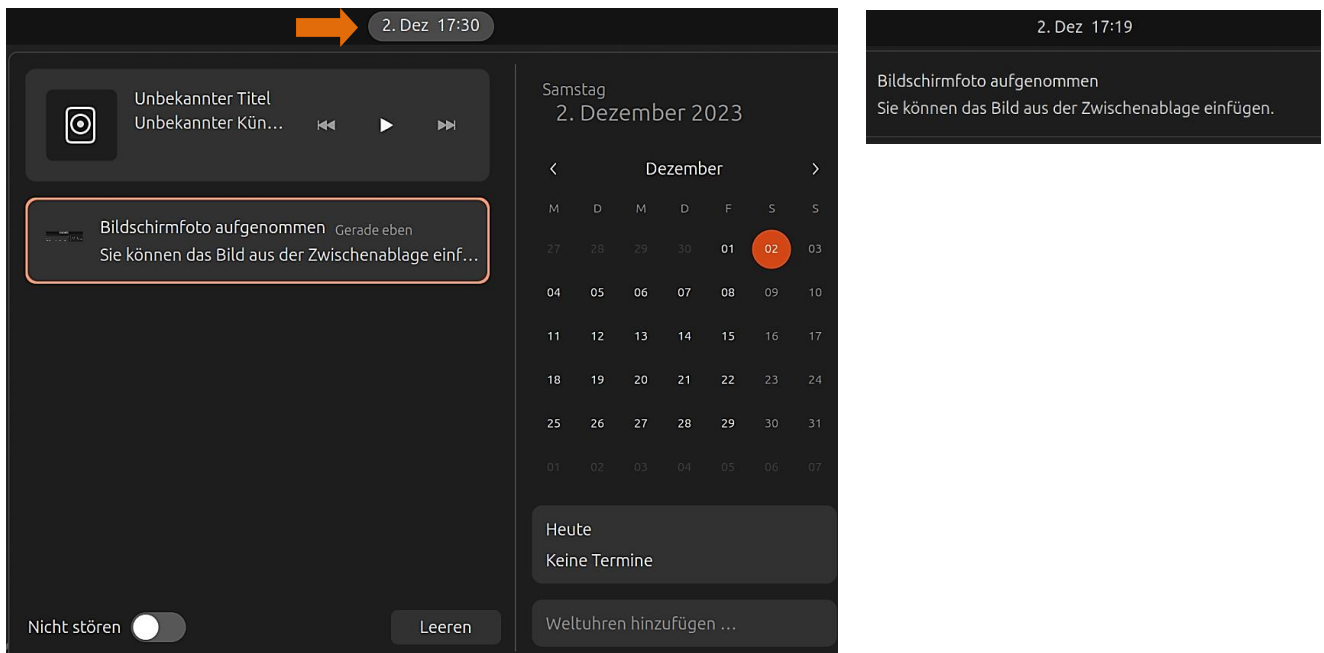 2. Dez 17:30
Unbekannter Titel
Unbekannter Kün…
Bildschirmfoto aufgenommen Gerade eben
Sie können das Bild aus der Zwischenablage einf…
Nicht stören
Leeren
Samstag
2. Dezember 2023
Dezember
M D M D F S S
27 28 29 30 01 02 03
04 05 06 07 08 09 10
11 12 13 14 15 16 17
18 19 20 21 22 23 24
25 26 27 28 29 30 31
01 02 03 04 05 06 07
Heute
Keine Termine
Weltuhren hinzufügen …
2. Dez 17:19
Bildschirmfoto aufgenommen
Sie können das Bild aus der Zwischenablage einfügen.